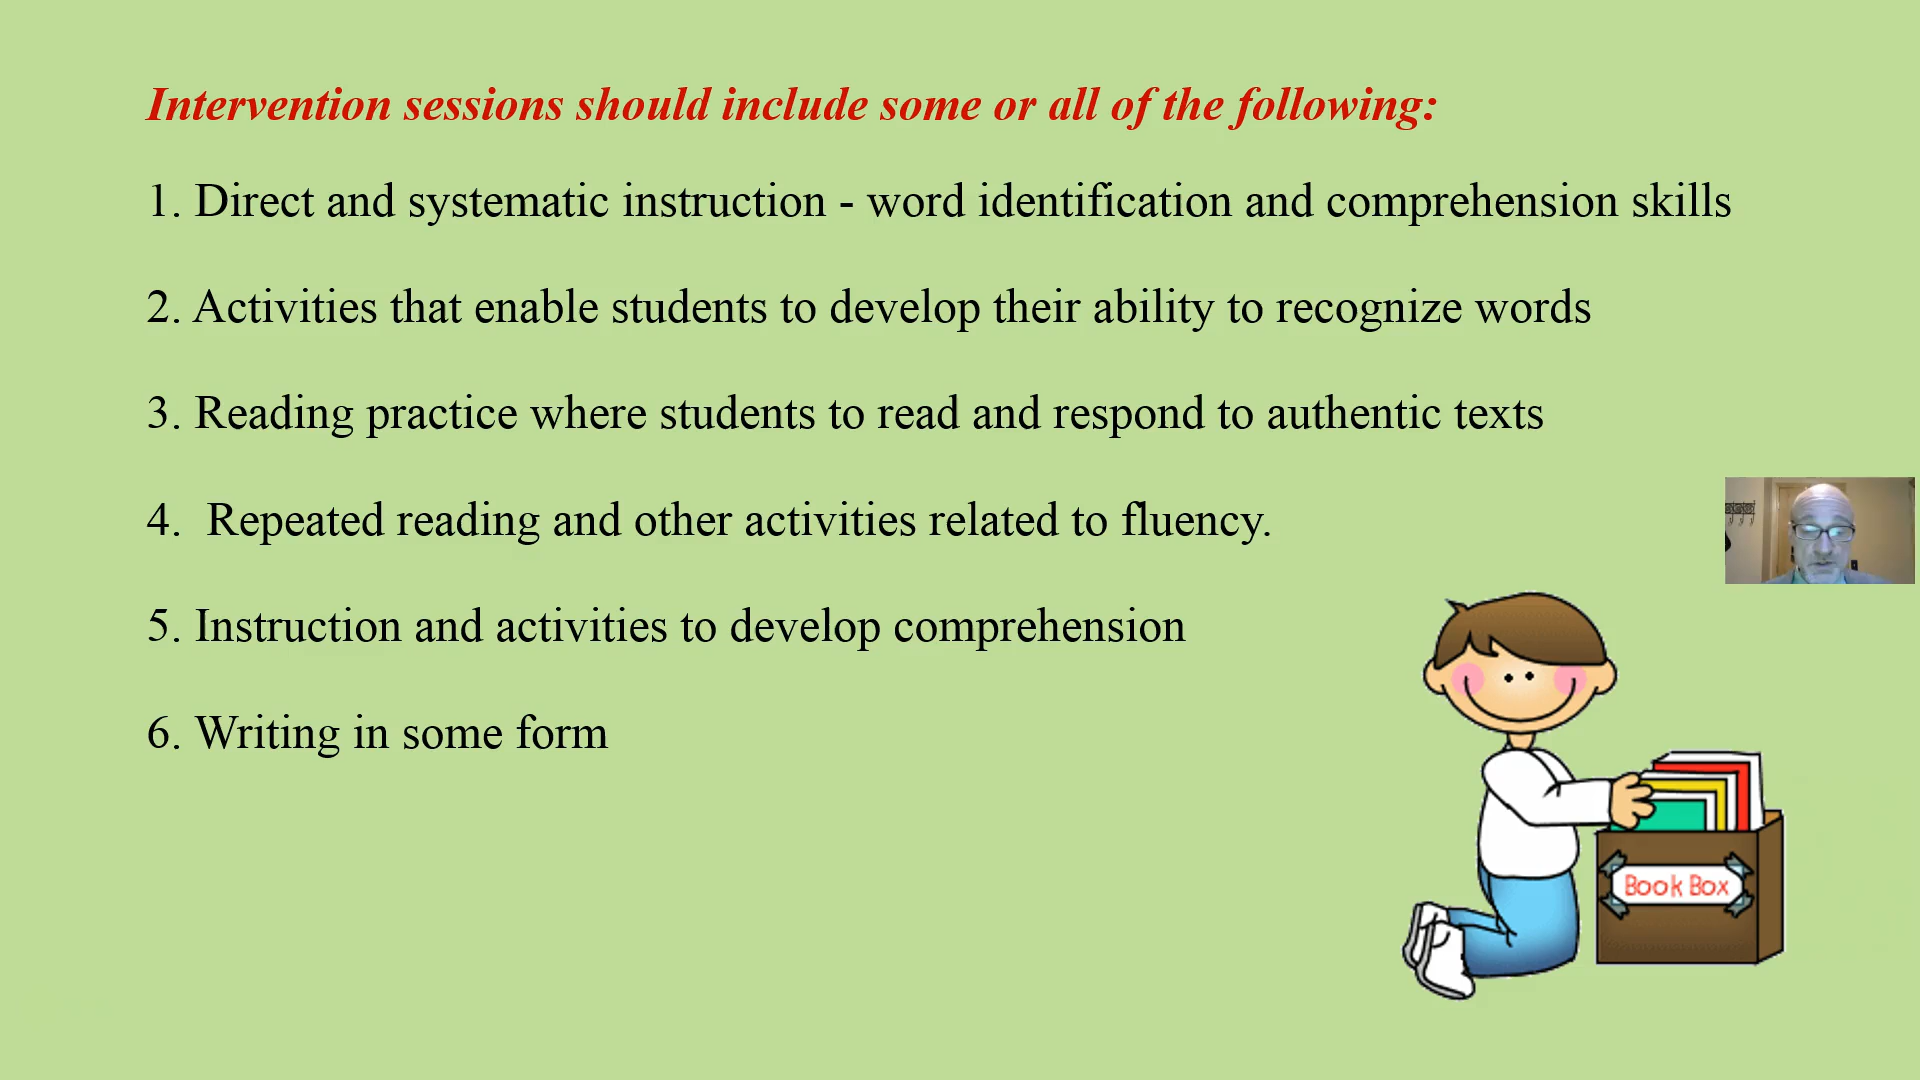 Intervention sessions should include some or all of the following:
1. Direct and systematic instruction - word identification and comprehension skills
2. Activities that enable students to develop their ability to recognize words
3. Reading practice where students to read and respond to authentic texts
4.  Repeated reading and other activities related to fluency.
5. Instruction and activities to develop comprehension
6. Writing in some form
Book Box